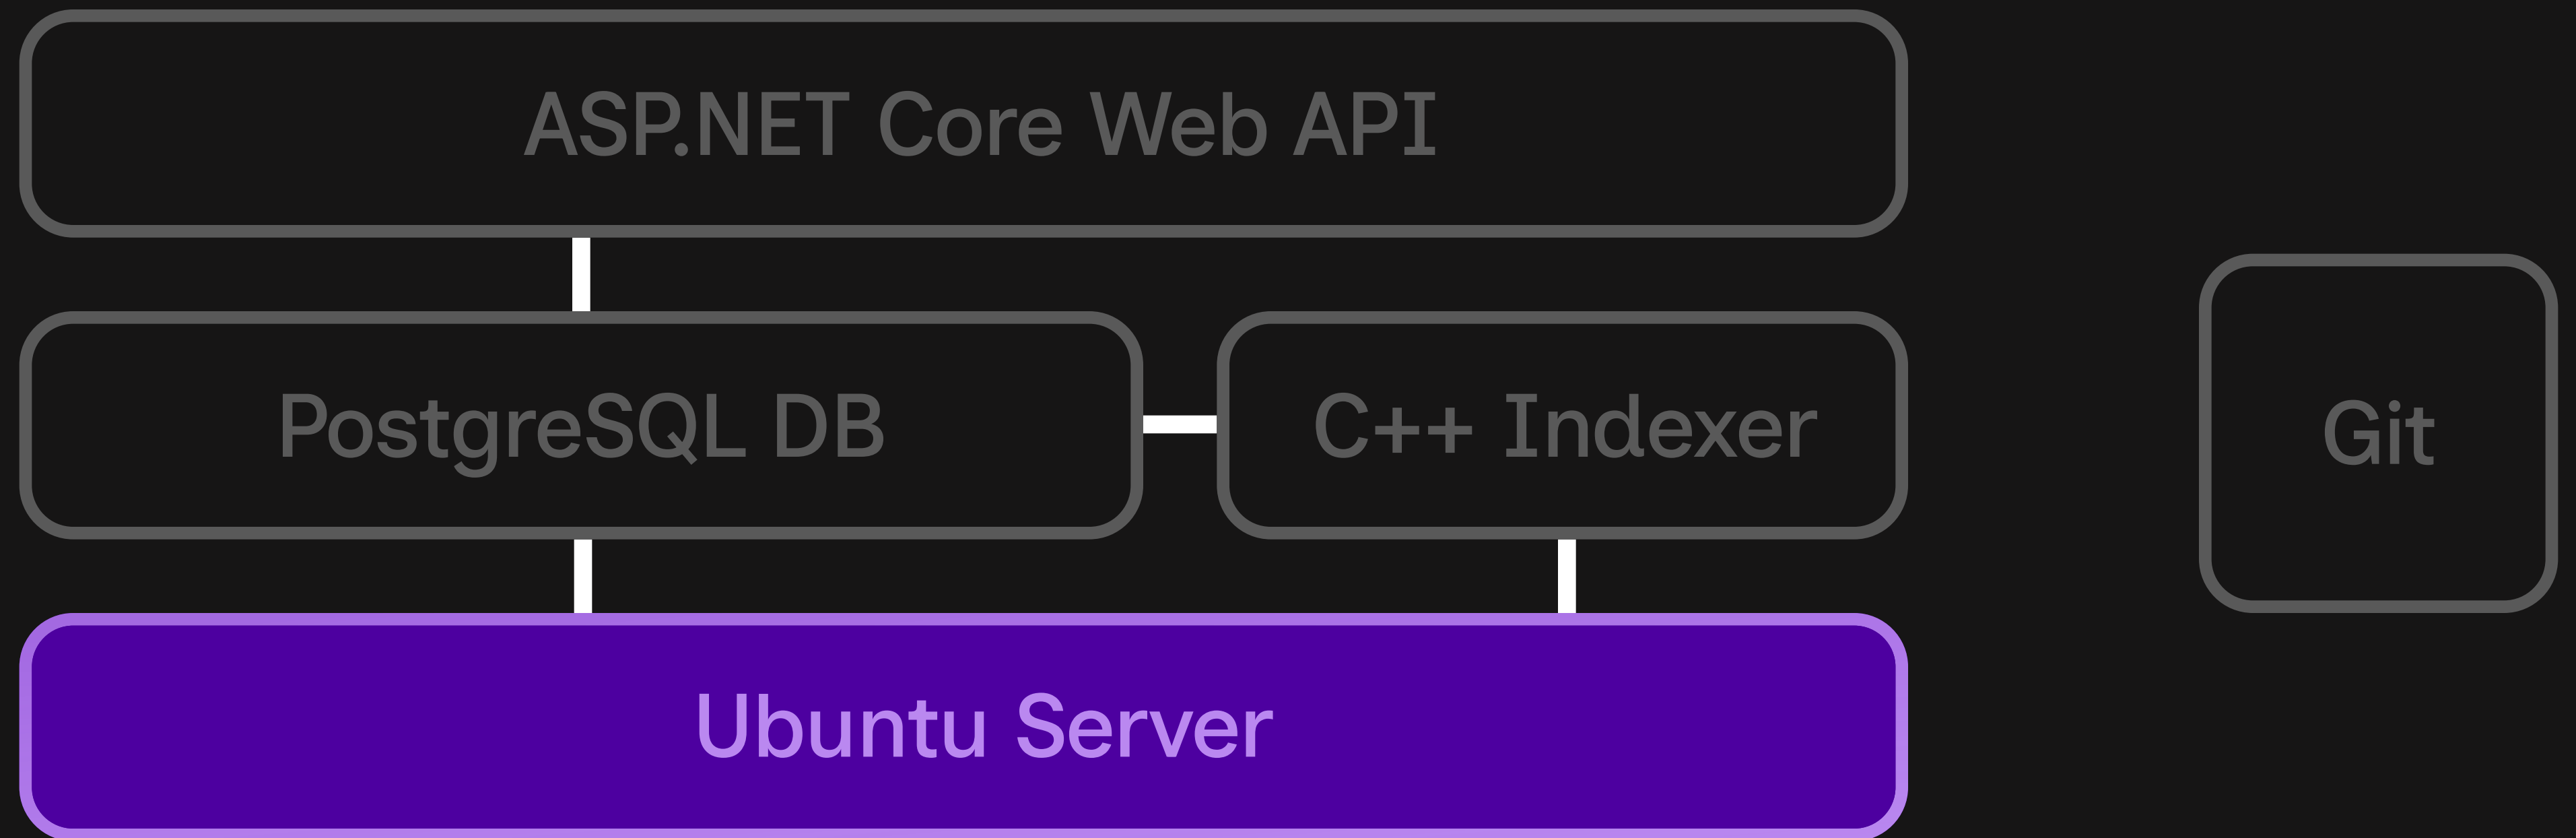 ASP.NET Core Web API
PostgreSQL DB
C++ Indexer
Git
Ubuntu Server